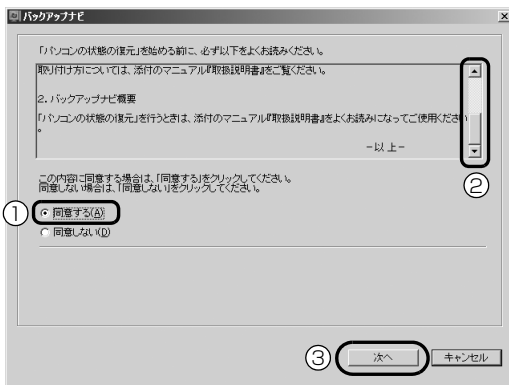 バックアップナビ
「パソコンの状態の復元」を始める前に、必ず以下をよくお読みください。
取り付け方については、添付のマニュアル『取扱説明書』をご覧ください。
2. バックアップナビ概要
「パソコンの状態の復元」を行うときは、添付のマニュアル『取扱説明書』をよくお読みになってご使用ください
。
－以 上－
②
この内容に同意する場合は、「同意する」をクリックしてください。
同意しない場合は、「同意しない」をクリックしてください。
① 同意する(A)
同意しない(D)
③ 次へ キャンセル